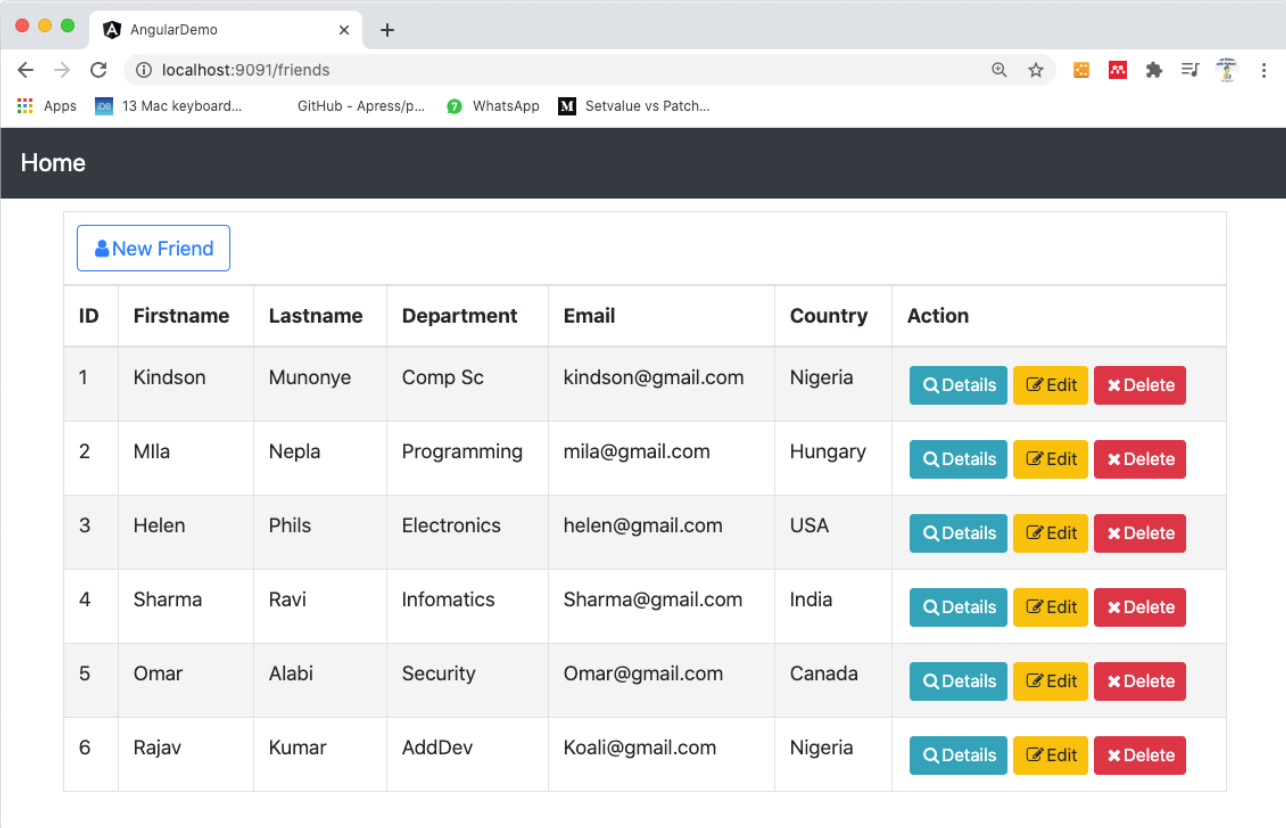 AngularDemo
localhost:9091/friends
Apps 13 Mac keyboard... GitHub - Apress/p... 7 WhatsApp M Setvalue vs Patch...
Home
New Friend
ID Firstname Lastname Department Email Country Action
1 Kindson Munonye Comp Sc kindson@gmail.com Nigeria Details Edit Delete
2 MIla Nepla Programming mila@gmail.com Hungary Details Edit Delete
3 Helen Phils Electronics helen@gmail.com USA Details Edit Delete
4 Sharma Ravi Infomatics Sharma@gmail.com India Details Edit Delete
5 Omar Alabi Security Omar@gmail.com Canada Details Edit Delete
6 Rajav Kumar AddDev Koali@gmail.com Nigeria Details Edit Delete